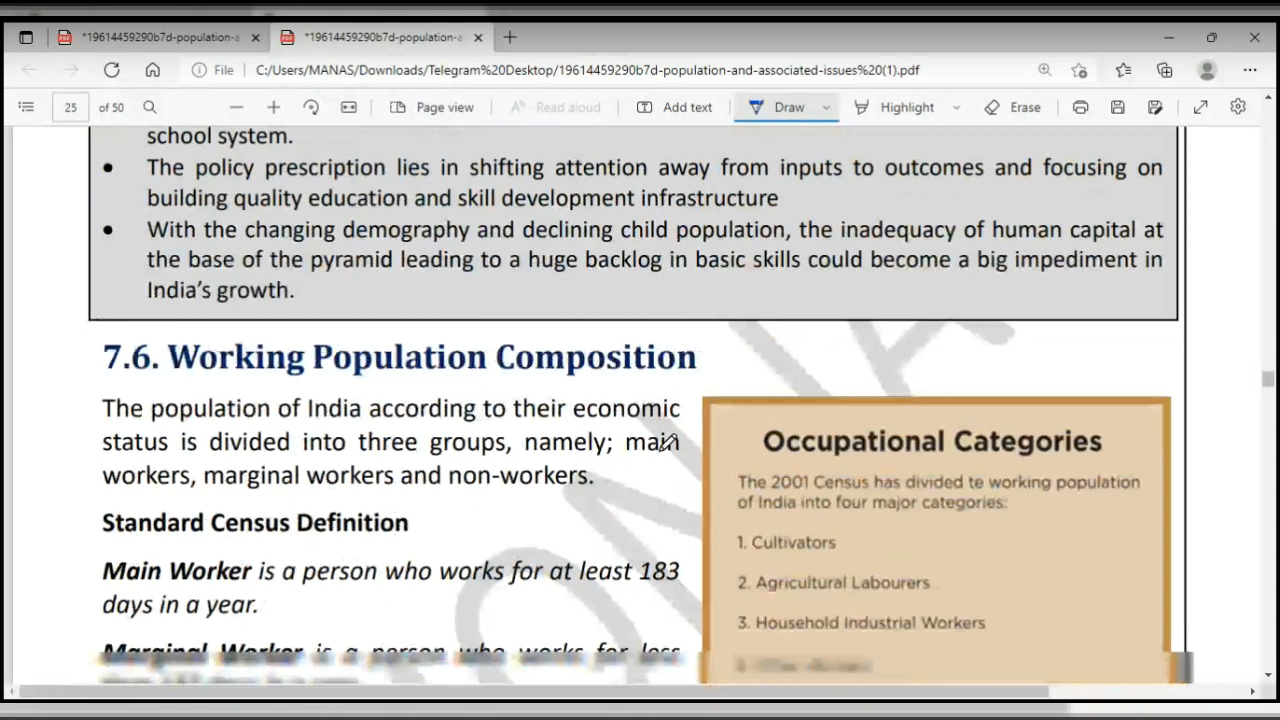 *19614459290b7d-population-a
*19614459290b7d-population-a
File
C:/Users/MANAS/Downloads/Telegram%20Desktop/19614459290b7d-population-and-associated-issues%20(1).pdf
25 of 50
Page view
Read aloud
Add text
Draw
Highlight
Erase
school system.
• The policy prescription lies in shifting attention away from inputs to outcomes and focusing on
building quality education and skill development infrastructure
• With the changing demography and declining child population, the inadequacy of human capital at
the base of the pyramid leading to a huge backlog in basic skills could become a big impediment in
India's growth.
7.6. Working Population Composition
The population of India according to their economic
status is divided into three groups, namely; main
workers, marginal workers and non-workers.
Standard Census Definition
Main Worker is a person who works for at least 183
days in a year.
Marginal Worker is a person who works for less
Occupational Categories
The 2001 Census has divided te working population
of India into four major categories:
1. Cultivators
2. Agricultural Labourers
3. Household Industrial Workers